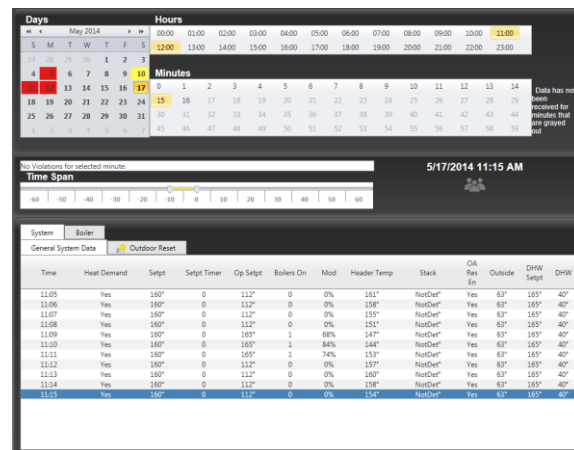 Days
Hours
May 2014
S M T W T F S
27 28 29 30 1 2 3
4 5 6 7 8 9 10
11 12 13 14 15 16 17
18 19 20 21 22 23 24
25 26 27 28 29 30 31
1 2 3 4 5 6 7
00:00 01:00 02:00 03:00 04:00 05:00 06:00 07:00 08:00 09:00 10:00 11:00
12:00 13:00 14:00 15:00 16:00 17:00 18:00 19:00 20:00 21:00 22:00 23:00
Minutes
0 1 2 3 4 5 6 7 8 9 10 11 12 13 14
15 16 17 18 19 20 21 22 23 24 25 26 27 28 29
30 31 32 33 34 35 36 37 38 39 40 41 42 43 44
45 46 47 48 49 50 51 52 53 54 55 56 57 58 59
Data has not
been
received for
minutes that
are grayed
out
No Violations for selected minute.
5/17/2014 11:15 AM
Time Span
-60 -50 -40 -30 -20 -10 0 10 20 30 40 50 60
System Boiler
General System Data Outdoor Reset
Time Heat Demand Setpt Setpt Timer Op Setpt Boilers On Mod Header Temp Stack OA Res En Outside DHW Setpt DHW
11:05 Yes 160° 0 112° 0 0% 161° NotDet° Yes 63° 165° 40°
11:06 Yes 160° 0 112° 0 0% 158° NotDet° Yes 63° 165° 40°
11:07 Yes 160° 0 112° 0 0% 155° NotDet° Yes 63° 165° 40°
11:08 Yes 160° 0 112° 0 0% 151° NotDet° Yes 63° 165° 40°
11:09 Yes 160° 0 165° 1 68% 147° NotDet° Yes 63° 165° 40°
11:10 Yes 160° 0 165° 1 84% 144° NotDet° Yes 63° 165° 40°
11:11 Yes 160° 0 165° 1 74% 153° NotDet° Yes 63° 165° 40°
11:12 Yes 160° 0 112° 0 0% 157° NotDet° Yes 63° 165° 40°
11:13 Yes 160° 0 112° 0 0% 160° NotDet° Yes 63° 165° 40°
11:14 Yes 160° 0 112° 0 0% 158° NotDet° Yes 63° 165° 40°
11:15 Yes 160° 0 112° 0 0% 154° NotDet° Yes 63° 165° 40°